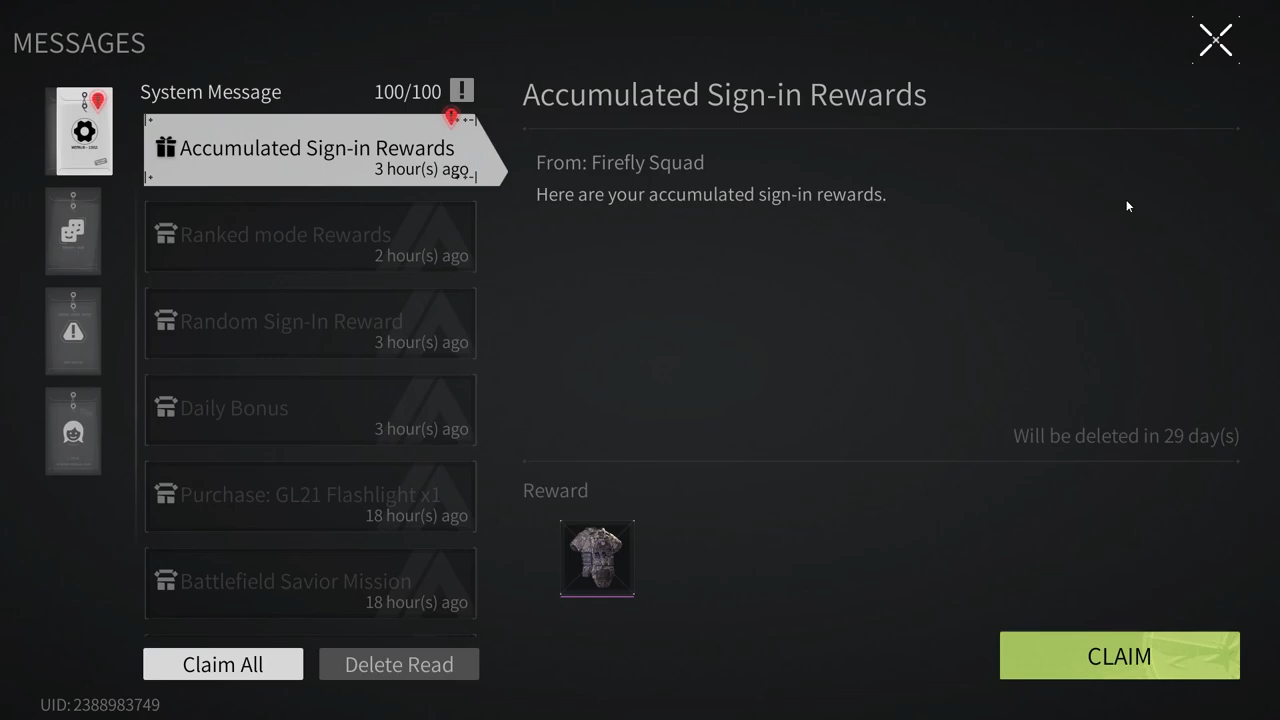 MESSAGES
System Message 100/100
Accumulated Sign-in Rewards
3 hour(s) ago
Ranked mode Rewards
2 hour(s) ago
Random Sign-In Reward
3 hour(s) ago
Daily Bonus
3 hour(s) ago
Purchase: GL21 Flashlight x1
18 hour(s) ago
Battlefield Savior Mission
18 hour(s) ago
Claim All
Delete Read
UID: 2388983749
Accumulated Sign-in Rewards
From: Firefly Squad
Here are your accumulated sign-in rewards.
Will be deleted in 29 day(s)
Reward
CLAIM